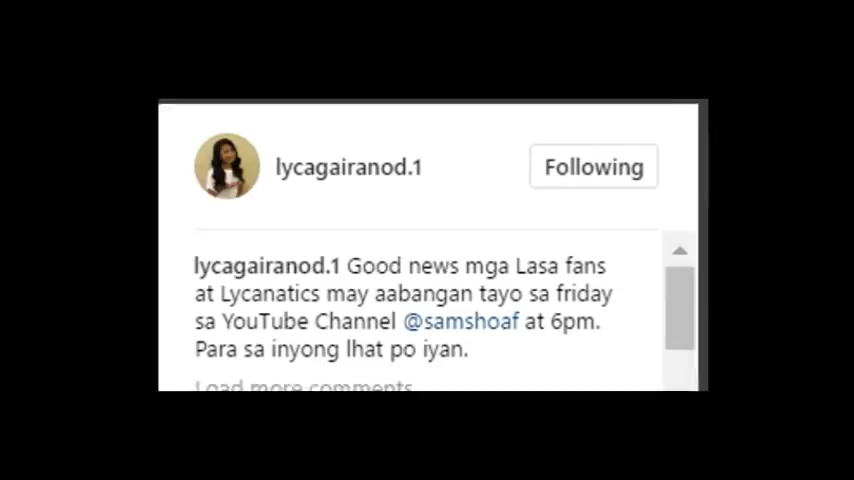 lycagairanod.1
Following
lycagairanod.1 Good news mga Lasa fans
at Lycanatics may aabangan tayo sa friday
sa YouTube Channel @samshoaf at 6pm.
Para sa inyong lhat po iyan.
Load more comments